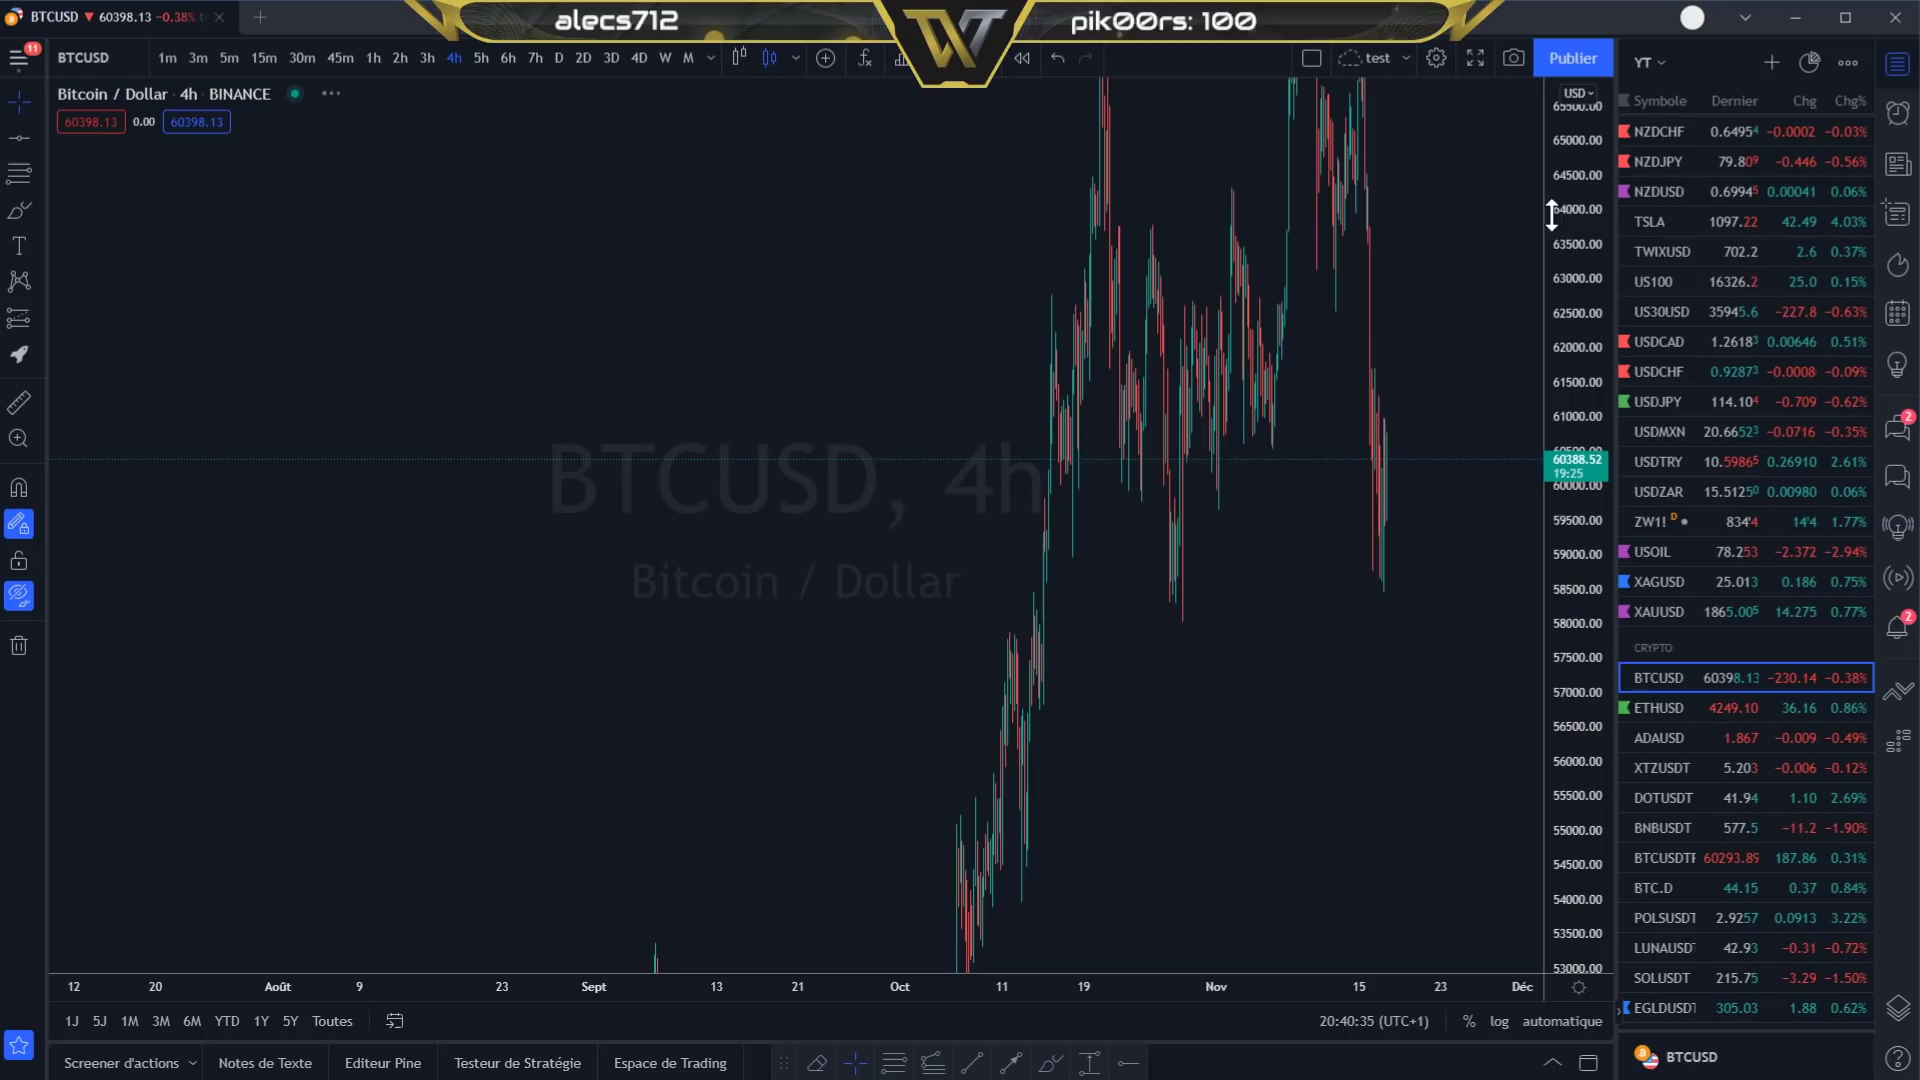 BTCUSD ▼ 60398.13 −0.38%
alecs712
pik00rs: 100
11
BTCUSD
1m 3m 5m 15m 30m 45m 1h 2h 3h 4h 5h 6h 7h D 2D 3D 4D W M
test
Publier
YT
Bitcoin / Dollar · 4h · BINANCE
60398.13 0.00 60398.13
USD
Symbole Dernier Chg Chg%
NZDCHF 0.64954 −0.0002 −0.03%
NZDJPY 79.809 −0.446 −0.56%
NZDUSD 0.69945 0.00041 0.06%
TSLA 1097.22 42.49 4.03%
TWIXUSD 702.2 2.6 0.37%
US100 16326.2 25.0 0.15%
US30USD 35945.6 −227.8 −0.63%
USDCAD 1.26183 0.00646 0.51%
USDCHF 0.92873 −0.0008 −0.09%
USDJPY 114.104 −0.709 −0.62%
USDMXN 20.66523 −0.0716 −0.35%
USDTRY 10.59865 0.26910 2.61%
USDZAR 15.51250 0.00980 0.06%
ZW1! D 834'4 14'4 1.77%
USOIL 78.253 −2.372 −2.94%
XAGUSD 25.013 0.186 0.75%
XAUUSD 1865.005 14.275 0.77%
CRYPTO
BTCUSD 60398.13 −230.14 −0.38%
ETHUSD 4249.10 36.16 0.86%
ADAUSD 1.867 −0.009 −0.49%
XTZUSDT 5.203 −0.006 −0.12%
DOTUSDT 41.94 1.10 2.69%
BNBUSDT 577.5 −11.2 −1.90%
BTCUSDTF 60293.89 187.86 0.31%
BTC.D 44.15 0.37 0.84%
POLSUSDT 2.9257 0.0913 3.22%
LUNAUSDT 42.93 −0.31 −0.72%
SOLUSDT 215.75 −3.29 −1.50%
EGLDUSDT 305.03 1.88 0.62%
BTCUSD
2
2
65500.00
65000.00
64500.00
64000.00
63500.00
63000.00
62500.00
62000.00
61500.00
61000.00
60500.00
60388.52
19:25
60000.00
59500.00
59000.00
58500.00
58000.00
57500.00
57000.00
56500.00
56000.00
55500.00
55000.00
54500.00
54000.00
53500.00
53000.00
BTCUSD, 4h
Bitcoin / Dollar
12 20 Août 9 23 Sept 13 21 Oct 11 19 Nov 15 23 Déc
1J 5J 1M 3M 6M YTD 1Y 5Y Toutes
20:40:35 (UTC+1) % log automatique
Screener d'actions Notes de Texte Editeur Pine Testeur de Stratégie Espace de Trading